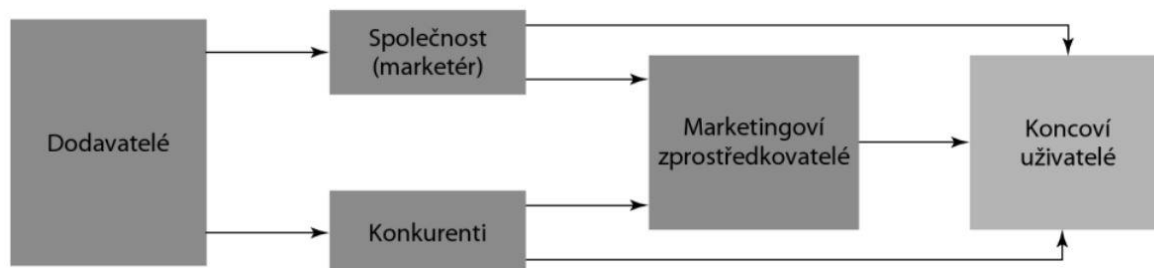 Dodavatelé
Společnost
(marketér)
Konkurenti
Marketingoví
zprostředkovatelé
Koncoví
uživatelé